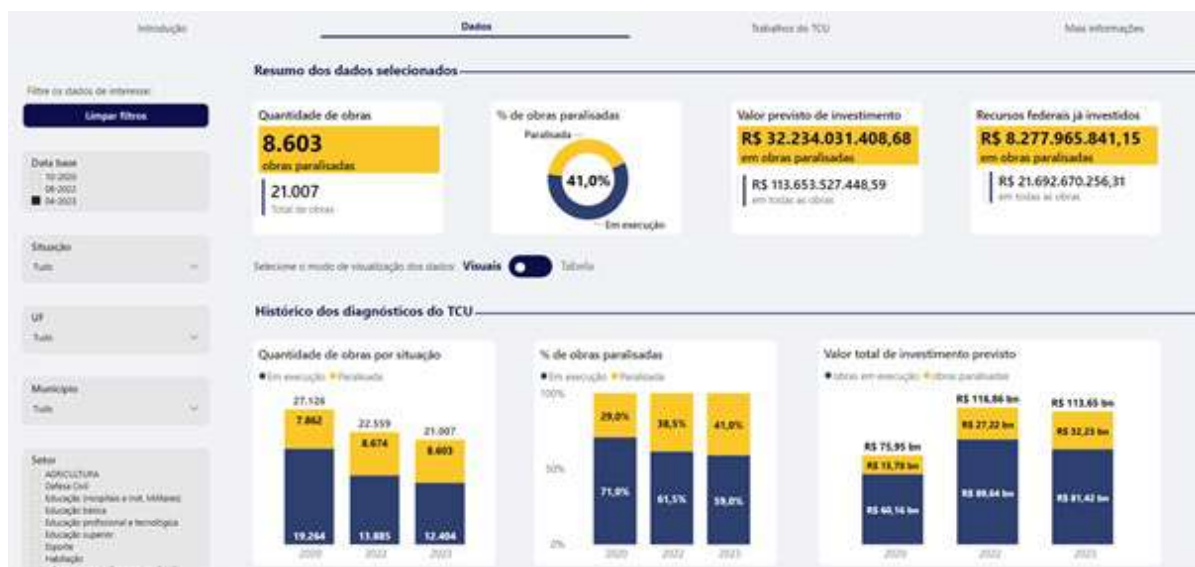 Introdução
Dados
Trabalhos do TCU
Mais informações
Resumo dos dados selecionados
Filtre os dados de interesse:
Limpar filtros
Data base
10-2020
08-2022
04-2023
Situação
Tudo
UF
Tudo
Município
Tudo
Setor
AGRICULTURA
Defesa Civil
Educação (Hospitais e Inst. Militares)
Educação básica
Educação profissional e tecnológica
Educação superior
Esporte
Habitação
Quantidade de obras
8.603
obras paralisadas
21.007
Total de obras
% de obras paralisadas
Paralisada
41,0%
Em execução
Valor previsto de investimento
R$ 32.234.031.408,68
em obras paralisadas
R$ 113.653.527.448,59
em todas as obras
Recursos federais já investidos
R$ 8.277.965.841,15
em obras paralisadas
R$ 21.692.670.256,31
em todas as obras
Selecione o modo de visualização dos dados: Visuais Tabela
Histórico dos diagnósticos do TCU
Quantidade de obras por situação
Em execução Paralisada
27.126
7.862
22.559
8.674
21.007
8.603
19.264
13.885
12.404
2020 2022 2023
% de obras paralisadas
Em execução Paralisada
100%
50%
0%
29,0%
38,5%
41,0%
71,0%
61,5%
59,0%
2020 2022 2023
Valor total de investimento previsto
obras em execução obras paralisadas
R$ 75,95 bn
R$ 116,86 bn
R$ 113,65 bn
R$ 27,22 bn
R$ 32,23 bn
R$ 15,79 bn
R$ 60,16 bn
R$ 89,64 bn
R$ 81,42 bn
2020 2022 2023